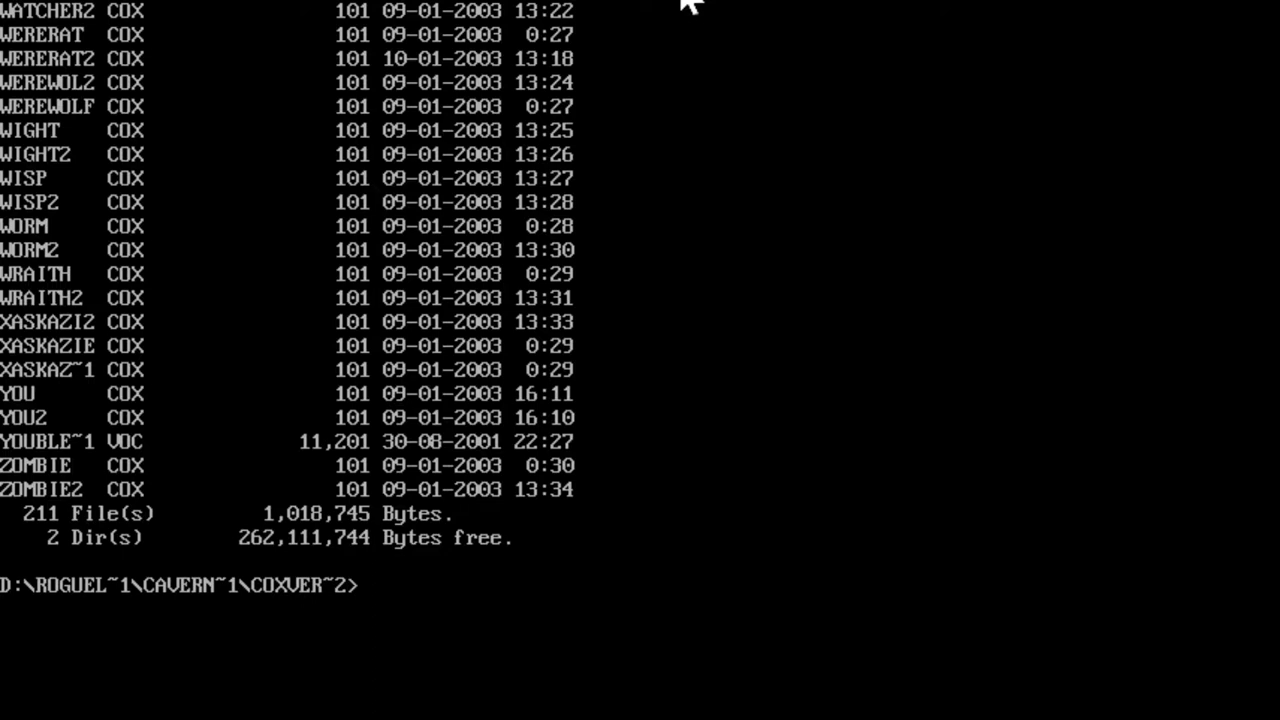 WATCHER2 COX                101 09-01-2003 13:22
WERERAT  COX                101 09-01-2003  0:27
WERERAT2 COX                101 10-01-2003 13:18
WEREWOL2 COX                101 09-01-2003 13:24
WEREWOLF COX                101 09-01-2003  0:27
WIGHT    COX                101 09-01-2003 13:25
WIGHT2   COX                101 09-01-2003 13:26
WISP     COX                101 09-01-2003 13:27
WISP2    COX                101 09-01-2003 13:28
WORM     COX                101 09-01-2003  0:28
WORM2    COX                101 09-01-2003 13:30
WRAITH   COX                101 09-01-2003  0:29
WRAITH2  COX                101 09-01-2003 13:31
XASKAZI2 COX                101 09-01-2003 13:33
XASKAZIE COX                101 09-01-2003  0:29
XASKAZ~1 COX                101 09-01-2003  0:29
YOU      COX                101 09-01-2003 16:11
YOU2     COX                101 09-01-2003 16:10
YOUBLE~1 VOC             11,201 30-08-2001 22:27
ZOMBIE   COX                101 09-01-2003  0:30
ZOMBIE2  COX                101 09-01-2003 13:34
  211 File(s)         1,018,745 Bytes.
    2 Dir(s)        262,111,744 Bytes free.
D:\ROGUEL~1\CAVERN~1\COXVER~2>